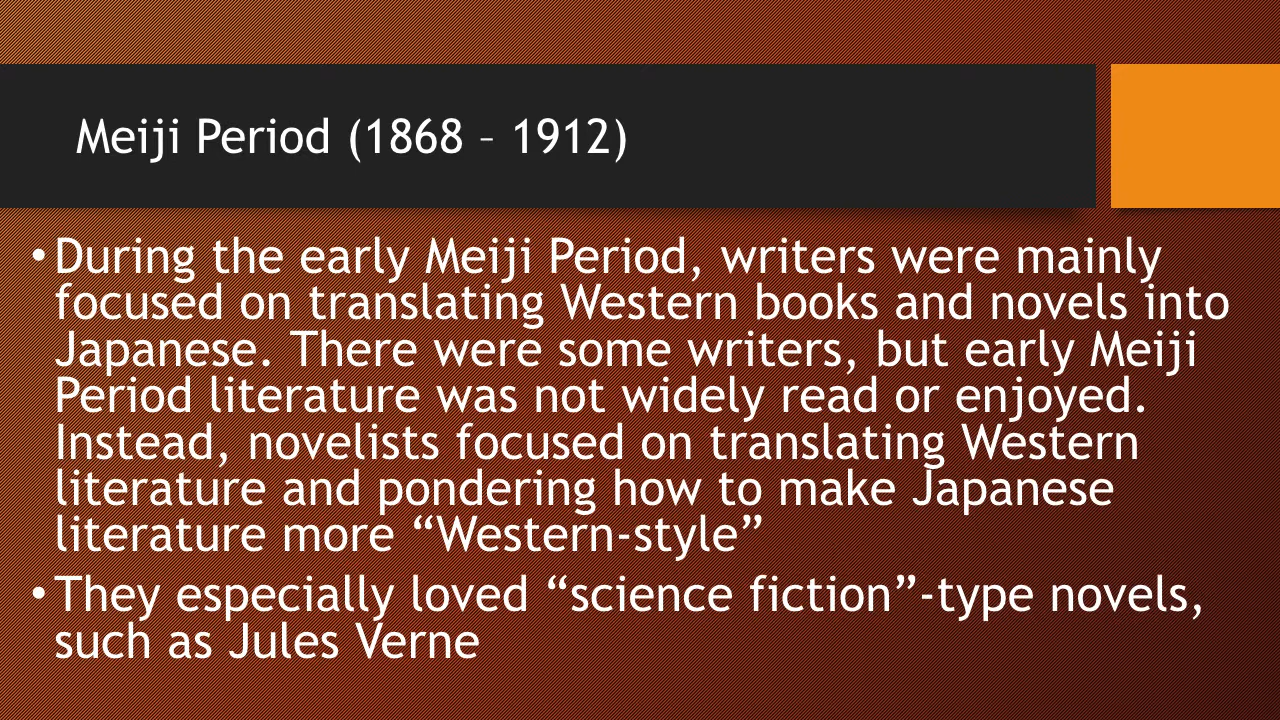 Meiji Period (1868 – 1912)
•During the early Meiji Period, writers were mainly
focused on translating Western books and novels into
Japanese. There were some writers, but early Meiji
Period literature was not widely read or enjoyed.
Instead, novelists focused on translating Western
literature and pondering how to make Japanese
literature more “Western-style”
•They especially loved “science fiction”-type novels,
such as Jules Verne